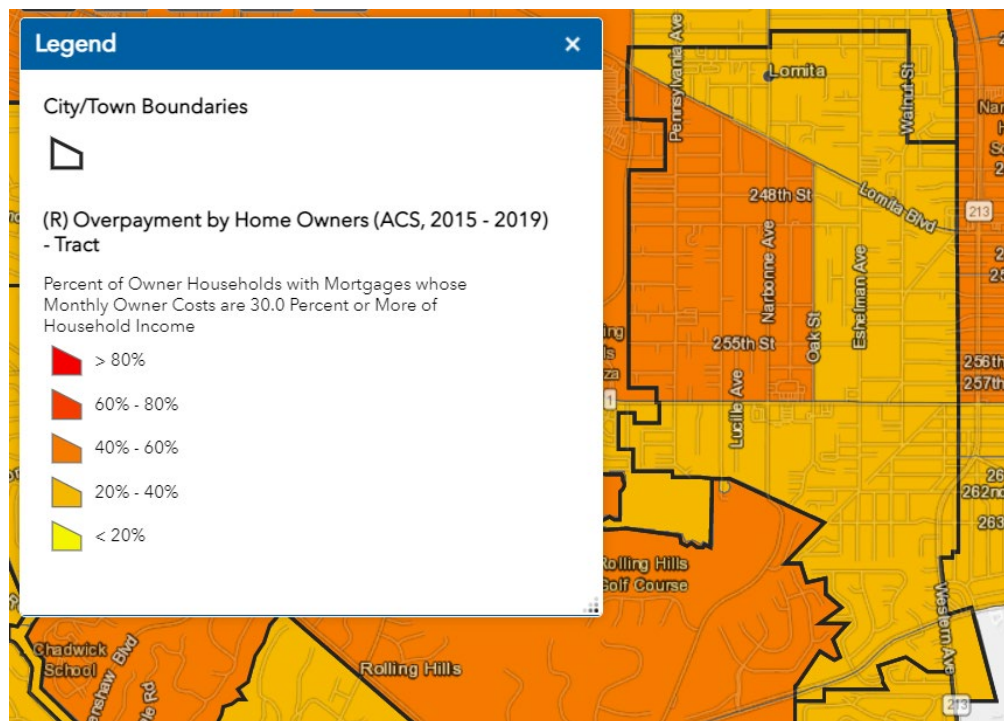 Legend
×
City/Town Boundaries
(R) Overpayment by Home Owners (ACS, 2015 - 2019)
- Tract
Percent of Owner Households with Mortgages whose
Monthly Owner Costs are 30.0 Percent or More of
Household Income
> 80%
60% - 80%
40% - 60%
20% - 40%
< 20%
Pennsylvania Ave
Lomita
Walnut St
248th St
Lomita Blvd
213
Narbonne Ave
Eshelman Ave
Oak St
255th St
256th
257th
1
Lucille Ave
262nd
263
Rolling Hills
Golf Course
Western Ave
Chadwick
School
Rolling Hills
213